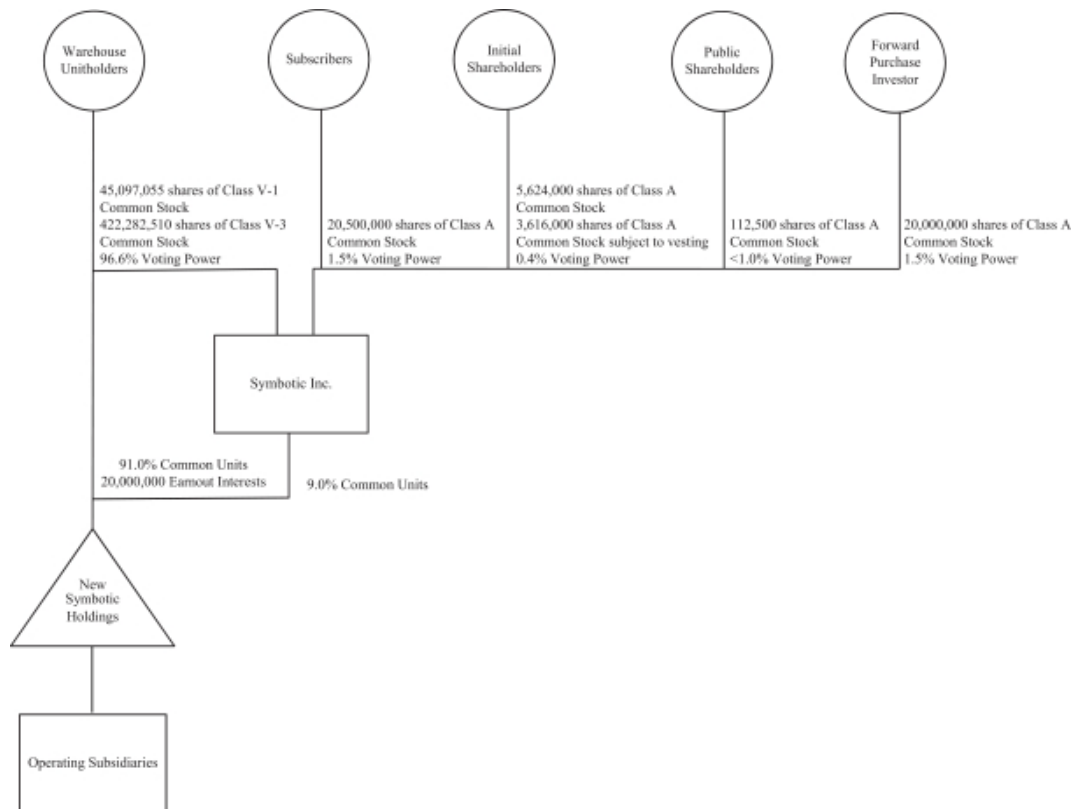 Warehouse
Unitholders
Subscribers
Initial
Shareholders
Public
Shareholders
Forward
Purchase
Investor
45,097,055 shares of Class V-1
Common Stock
422,282,510 shares of Class V-3
Common Stock
96.6% Voting Power
20,500,000 shares of Class A
Common Stock
1.5% Voting Power
5,624,000 shares of Class A
Common Stock
3,616,000 shares of Class A
Common Stock subject to vesting
0.4% Voting Power
112,500 shares of Class A
Common Stock
<1.0% Voting Power
20,000,000 shares of Class A
Common Stock
1.5% Voting Power
Symbotic Inc.
91.0% Common Units
20,000,000 Earnout Interests
9.0% Common Units
New
Symbotic
Holdings
Operating Subsidiaries